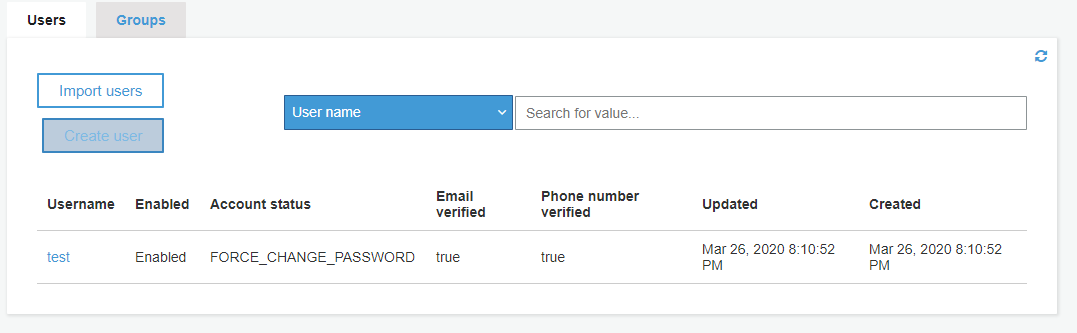 Users Groups
Import users
User name Search for value...
Create user
Username Enabled Account status Email verified Phone number verified Updated Created
test Enabled FORCE_CHANGE_PASSWORD true true Mar 26, 2020 8:10:52 PM Mar 26, 2020 8:10:52 PM